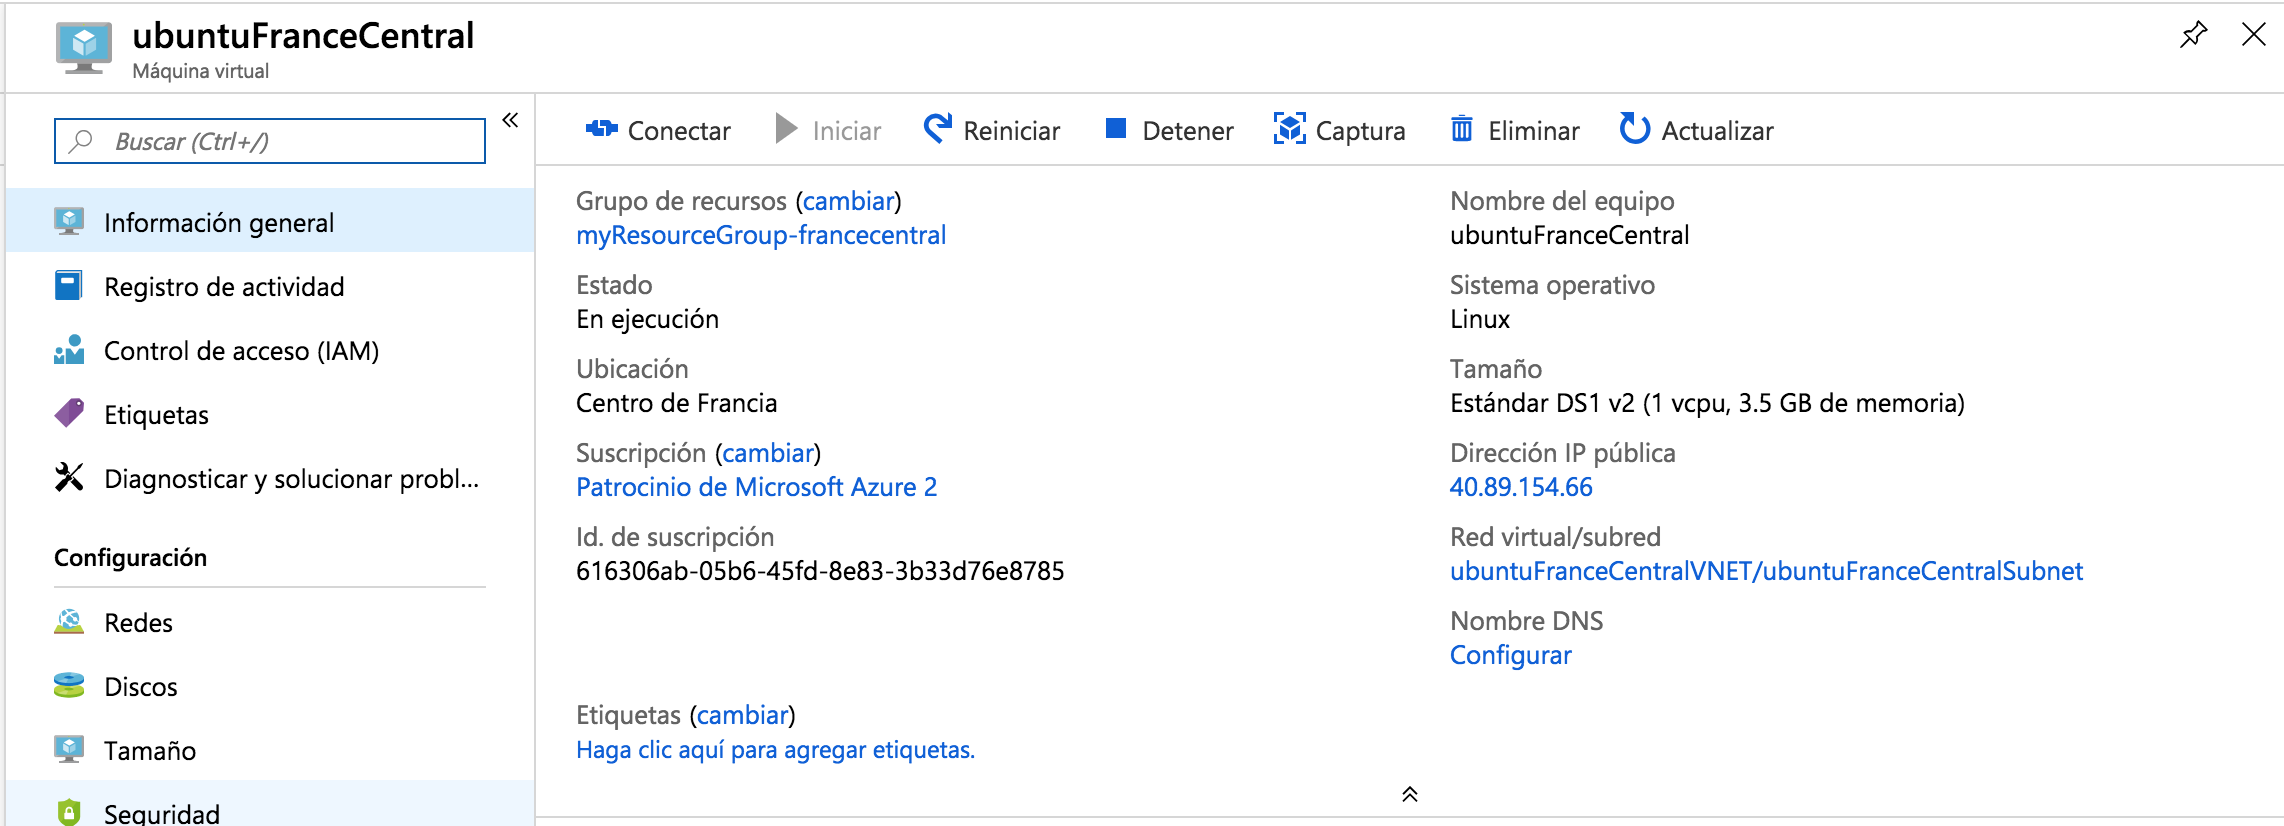 ubuntuFranceCentral
Máquina virtual
Buscar (Ctrl+/)
«
Información general
Registro de actividad
Control de acceso (IAM)
Etiquetas
Diagnosticar y solucionar probl...
Configuración
Redes
Discos
Tamaño
Seguridad
Conectar Iniciar Reiniciar Detener Captura Eliminar Actualizar
Grupo de recursos (cambiar)
myResourceGroup-francecentral
Estado
En ejecución
Ubicación
Centro de Francia
Suscripción (cambiar)
Patrocinio de Microsoft Azure 2
Id. de suscripción
616306ab-05b6-45fd-8e83-3b33d76e8785
Etiquetas (cambiar)
Haga clic aquí para agregar etiquetas.
Nombre del equipo
ubuntuFranceCentral
Sistema operativo
Linux
Tamaño
Estándar DS1 v2 (1 vcpu, 3.5 GB de memoria)
Dirección IP pública
40.89.154.66
Red virtual/subred
ubuntuFranceCentralVNET/ubuntuFranceCentralSubnet
Nombre DNS
Configurar